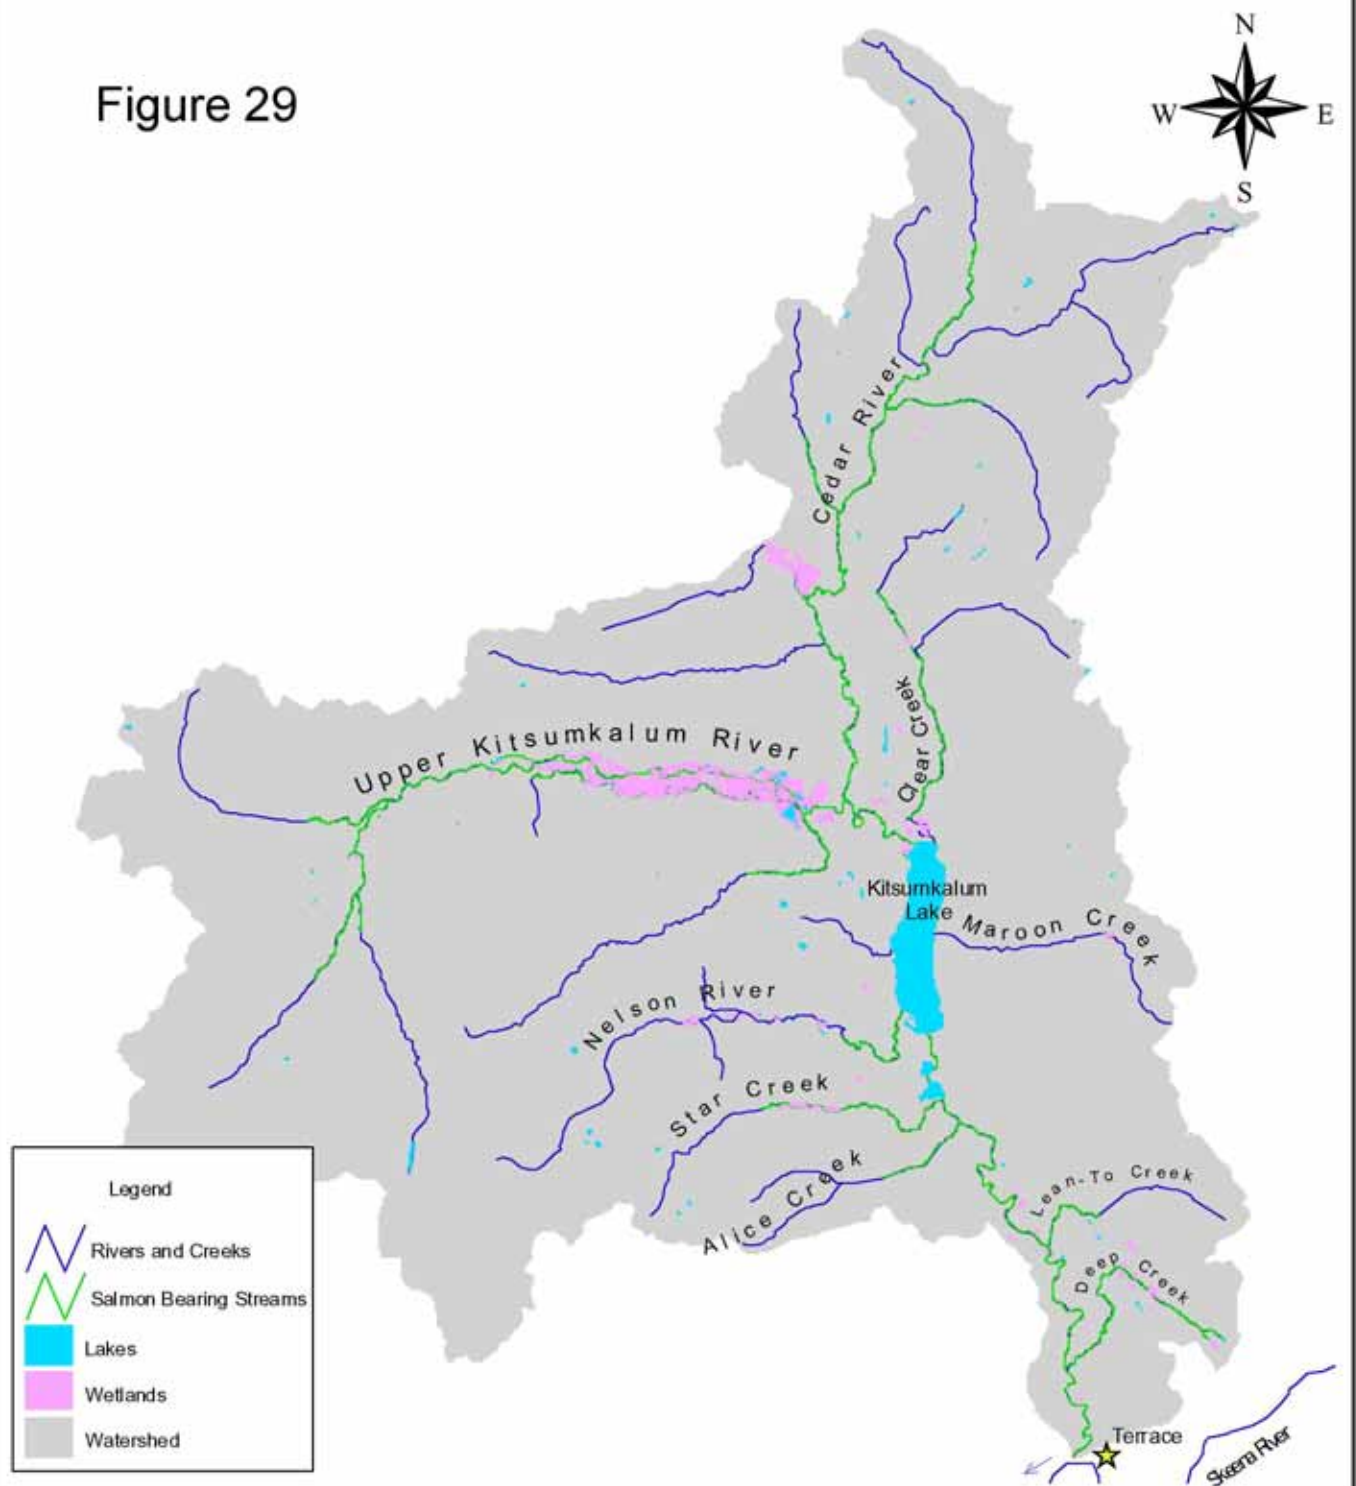 Figure 29
N
W
E
S
Cedar River
Clear Creek
Upper Kitsumkalum River
Kitsumkalum
Lake
Maroon Creek
Nelson River
Star Creek
Alice Creek
Lean-To Creek
Deep Creek
Terrace
Skeena River
Legend
Rivers and Creeks
Salmon Bearing Streams
Lakes
Wetlands
Watershed